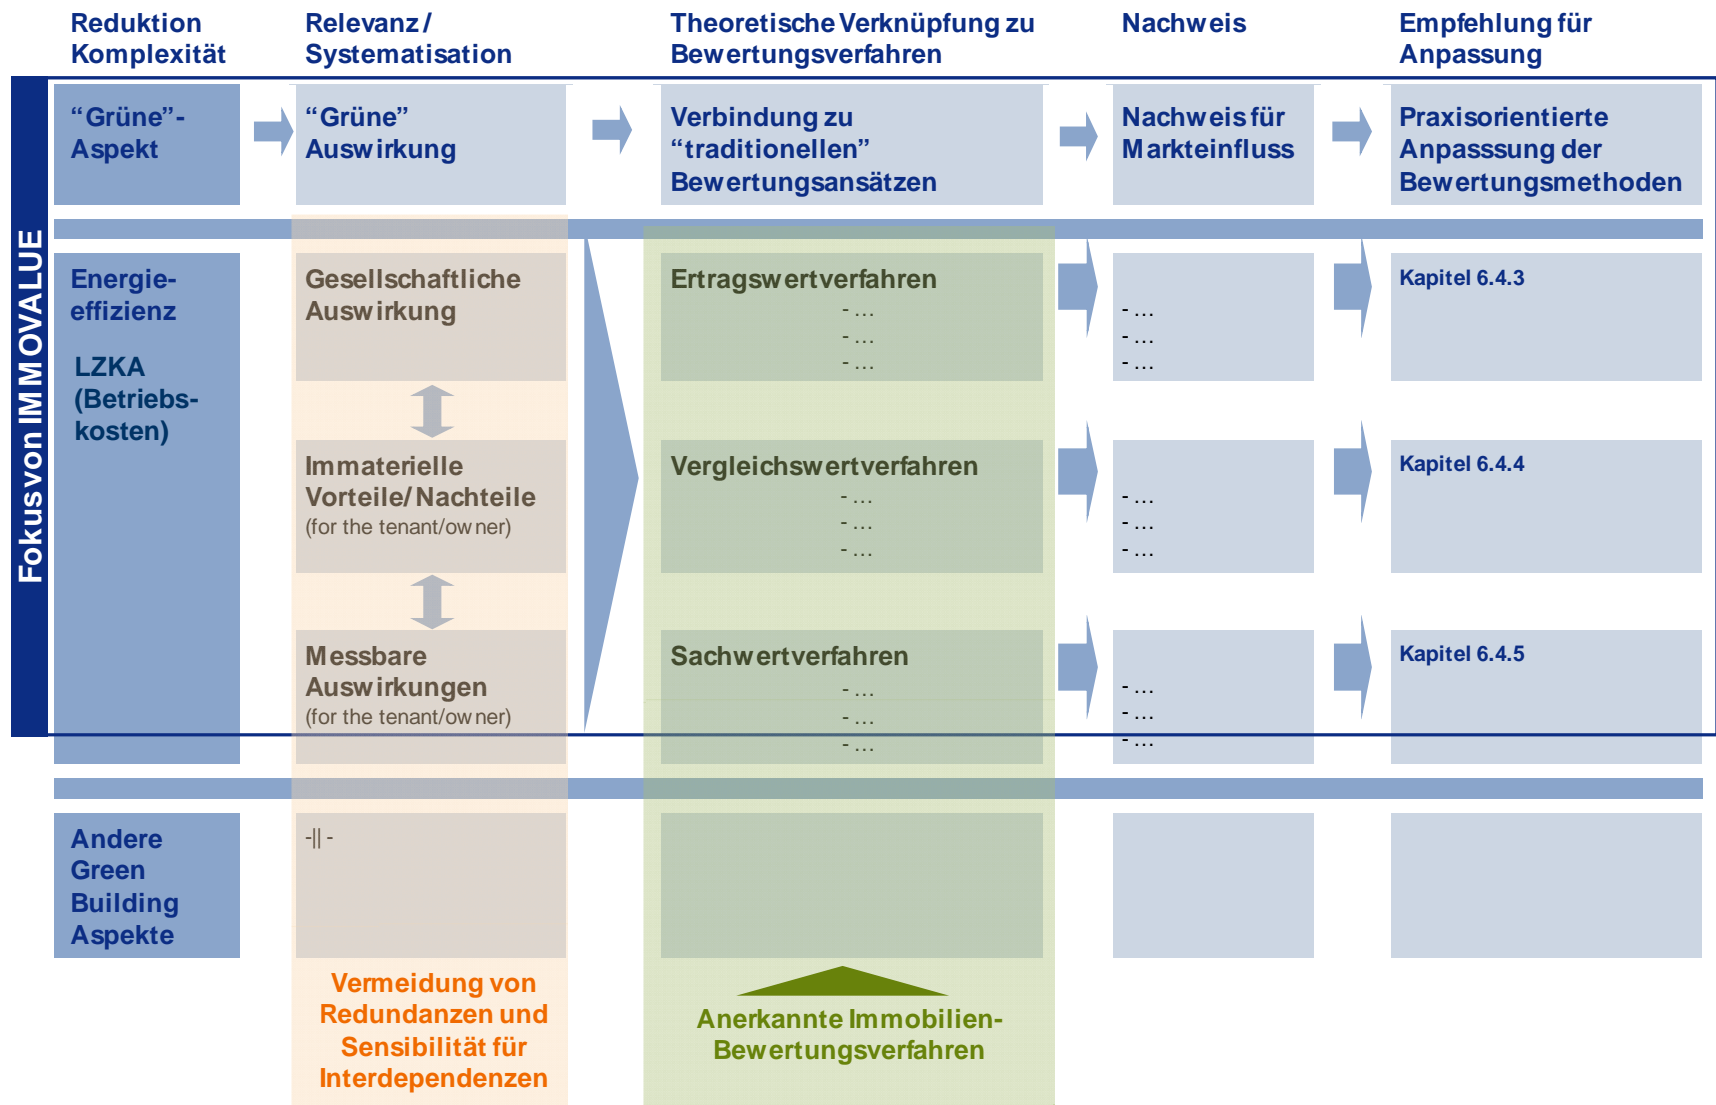 Reduktion
Komplexität
Relevanz/
Systematisation
Theoretische Verknüpfung zu
Bewertungsverfahren
Nachweis
Empfehlung für
Anpassung
Fokus von IMMOVALUE
“Grüne”-
Aspekt
“Grüne”
Auswirkung
Verbindung zu
“traditionellen”
Bewertungsansätzen
Nachweis für
Markteinfluss
Praxisorientierte
Anpasssung der
Bewertungsmethoden
Energie-
effizienz
LZKA
(Betriebs-
kosten)
Gesellschaftliche
Auswirkung
Ertragswertverfahren
- …
- …
- …
- …
- …
- …
Kapitel 6.4.3
Immaterielle
Vorteile/Nachteile
(for the tenant/owner)
Vergleichswertverfahren
- …
- …
- …
- …
- …
- …
Kapitel 6.4.4
Messbare
Auswirkungen
(for the tenant/owner)
Sachwertverfahren
- …
- …
- …
- …
- …
- …
Kapitel 6.4.5
Andere
Green
Building
Aspekte
-|| -
Vermeidung von
Redundanzen und
Sensibilität für
Interdependenzen
Anerkannte Immobilien-
Bewertungsverfahren